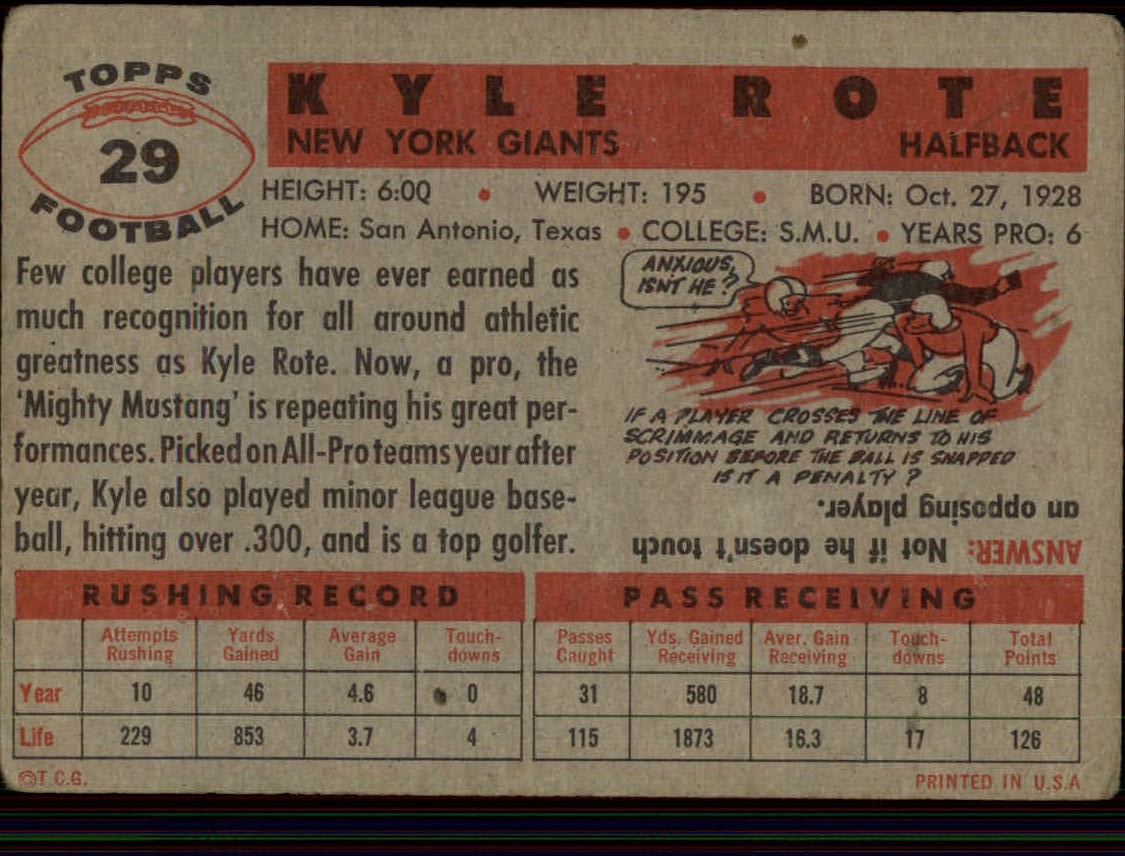 TOPPS
29
FOOTBALL
KYLE ROTE
NEW YORK GIANTS HALFBACK
HEIGHT: 6:00 • WEIGHT: 195 • BORN: Oct. 27, 1928
HOME: San Antonio, Texas • COLLEGE: S.M.U. • YEARS PRO: 6
Few college players have ever earned as
much recognition for all around athletic
greatness as Kyle Rote. Now, a pro, the
'Mighty Mustang' is repeating his great per-
formances. Picked on All-Pro teams year after
year, Kyle also played minor league base-
ball, hitting over .300, and is a top golfer.
ANXIOUS,
ISN'T HE?
IF A PLAYER CROSSES THE LINE OF
SCRIMMAGE AND RETURNS TO HIS
POSITION BEFORE THE BALL IS SNAPPED
IS IT A PENALTY?
ANSWER: Not if he doesn't touch
an opposing player.
RUSHING RECORD
Attempts Rushing Yards Gained Average Gain Touch-downs
Year 10 46 4.6 0
Life 229 853 3.7 4
PASS RECEIVING
Passes Caught Yds. Gained Receiving Aver. Gain Receiving Touch-downs Total Points
31 580 18.7 8 48
115 1873 16.3 17 126
©T.C.G. PRINTED IN U.S.A